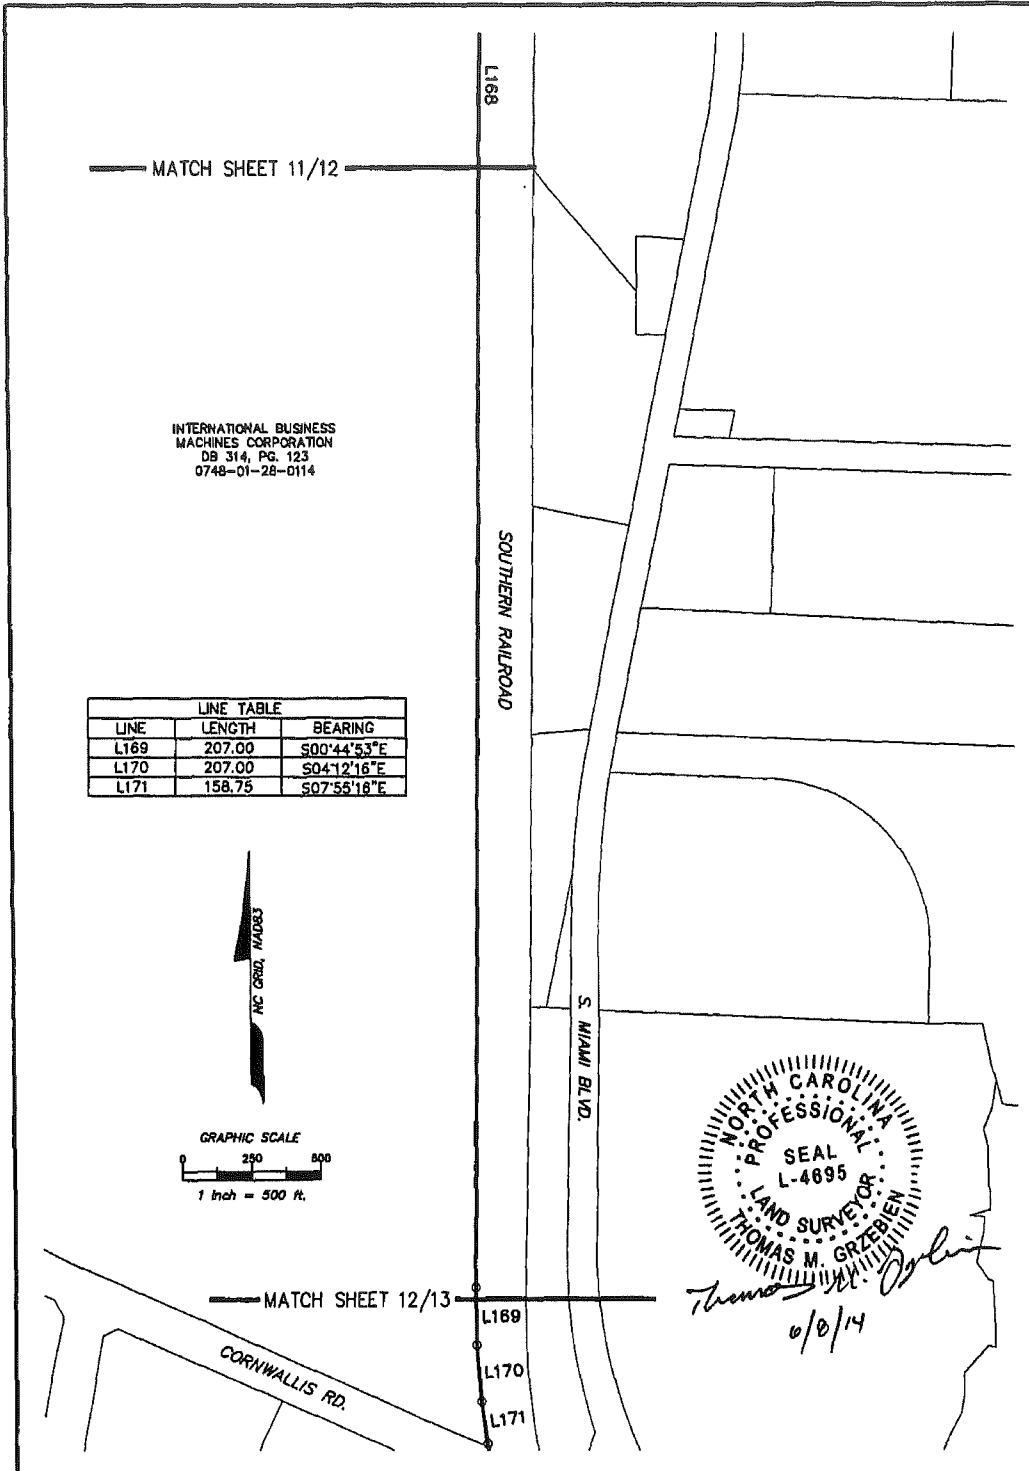 L168
MATCH SHEET 11/12
INTERNATIONAL BUSINESS
MACHINES CORPORATION
DB 314, PG. 123
0748-01-28-0114
SOUTHERN RAILROAD
LINE TABLE
LINE LENGTH BEARING
L169 207.00 S00°44'53"E
L170 207.00 S04°12'16"E
L171 158.75 S07°55'16"E
NC GRID, NAD83
GRAPHIC SCALE
0 250 500
1 inch = 500 ft.
S. MIAMI BLVD.
NORTH CAROLINA
PROFESSIONAL
SEAL
L-4695
LAND SURVEYOR
THOMAS M. GRZEBIEN
Thomas M.
6/8/14
MATCH SHEET 12/13
L169
L170
L171
CORNWALLIS RD.